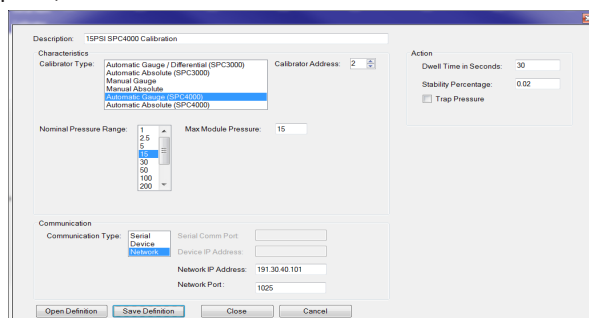 Description: 15PSI SPC4000 Calibration
Characteristics
Calibrator Type:
Automatic Gauge / Differential (SPC3000)
Automatic Absolute (SPC3000)
Manual Gauge
Manual Absolute
Automatic Gauge (SPC4000)
Automatic Absolute (SPC4000)
Calibrator Address: 2
Nominal Pressure Range:
1
2.5
5
15
30
50
100
200
Max Module Pressure: 15
Action
Dwell Time in Seconds: 30
Stability Percentage: 0.02
Trap Pressure
Communication
Communication Type:
Serial
Device
Network
Serial Comm Port
Device IP Address:
Network IP Address: 191.30.40.101
Network Port: 1025
Open Definition Save Definition Close Cancel